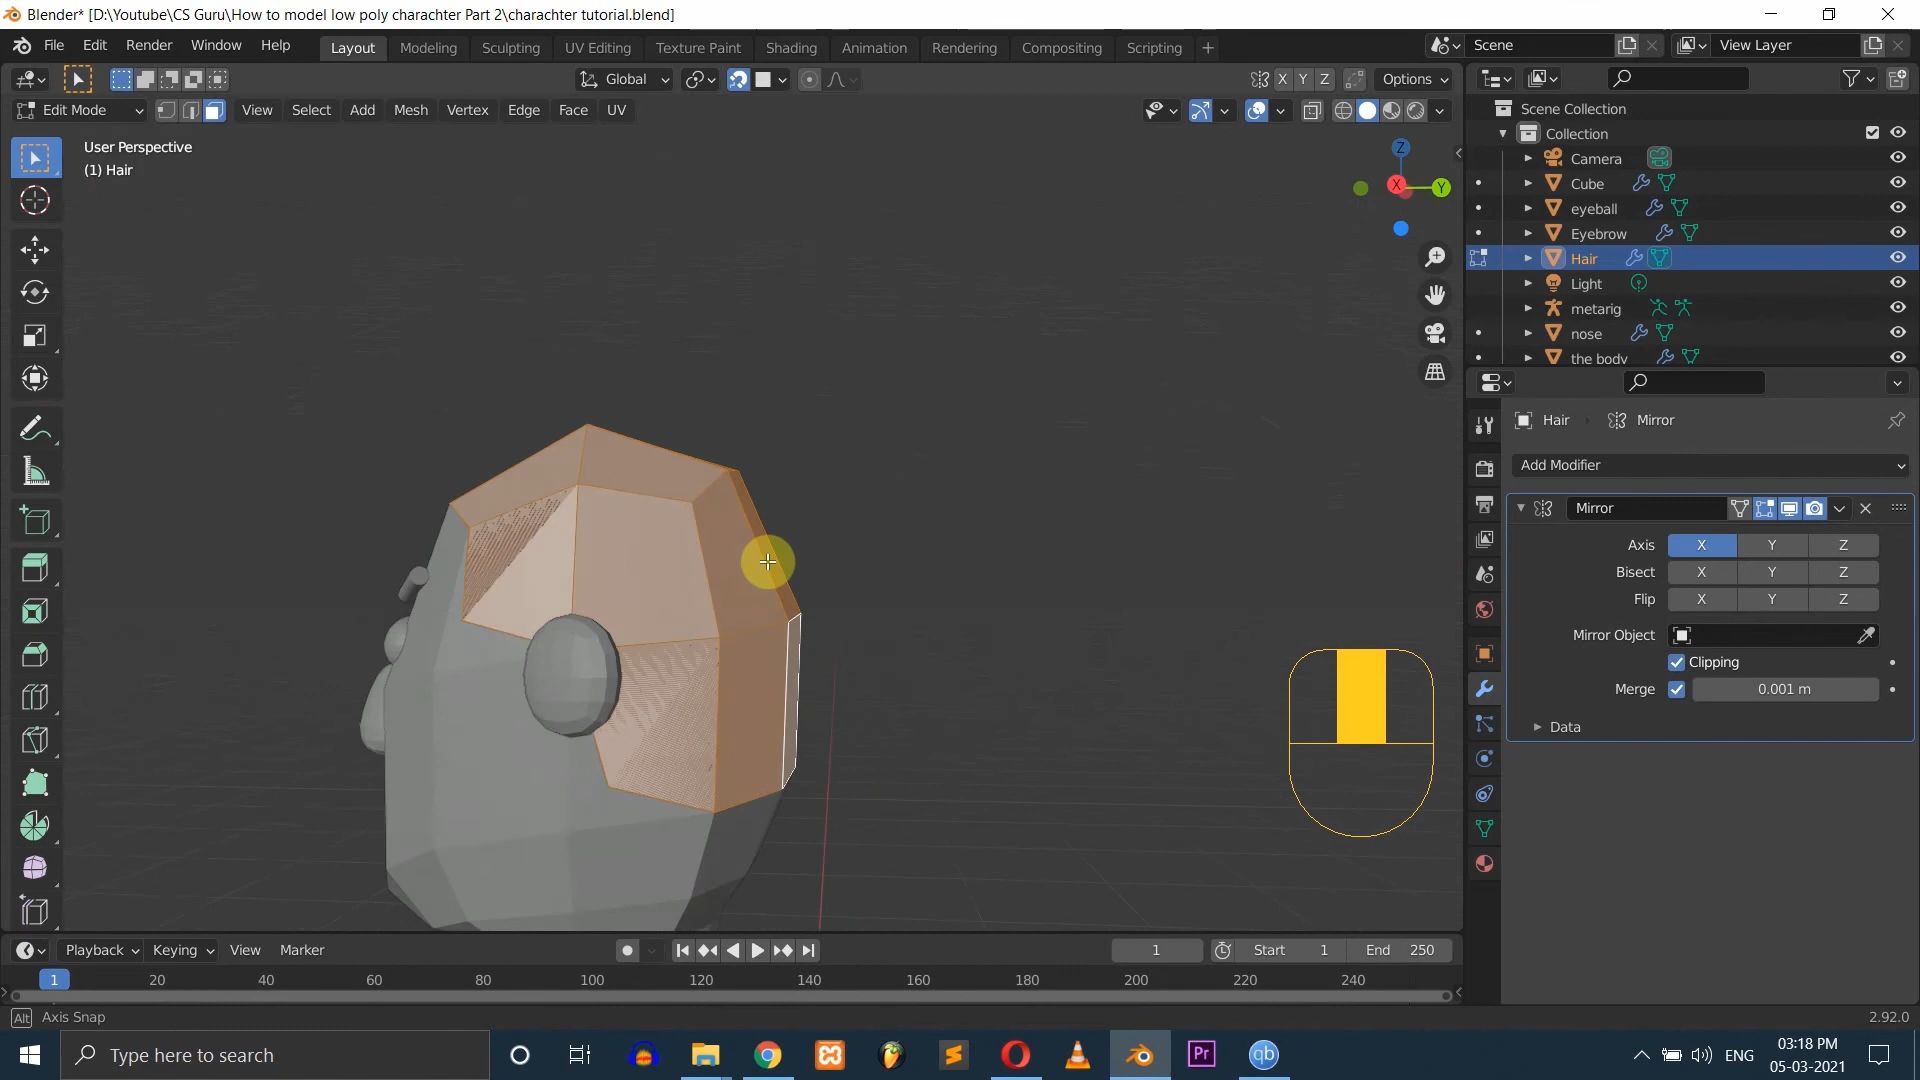 Blender* [D:\Youtube\CS Guru\How to model low poly charachter Part 2\charachter tutorial.blend]
File Edit Render Window Help Layout Modeling Sculpting UV Editing Texture Paint Shading Animation Rendering Compositing Scripting + Scene View Layer
Global X Y Z Options
Edit Mode View Select Add Mesh Vertex Edge Face UV
User Perspective
(1) Hair
Z
X
Y
Scene Collection
Collection
Camera
Cube
eyeball
Eyebrow
Hair
Light
metarig
nose
the body
Hair Mirror
Add Modifier
Mirror
Axis X Y Z
Bisect X Y Z
Flip X Y Z
Mirror Object
Clipping
Merge 0.001 m
Data
Playback Keying View Marker 1 Start 1 End 250
1 20 40 60 80 100 120 140 160 180 200 220 240
Alt Axis Snap 2.92.0
Type here to search
Pr
qb
ENG
03:18 PM
05-03-2021